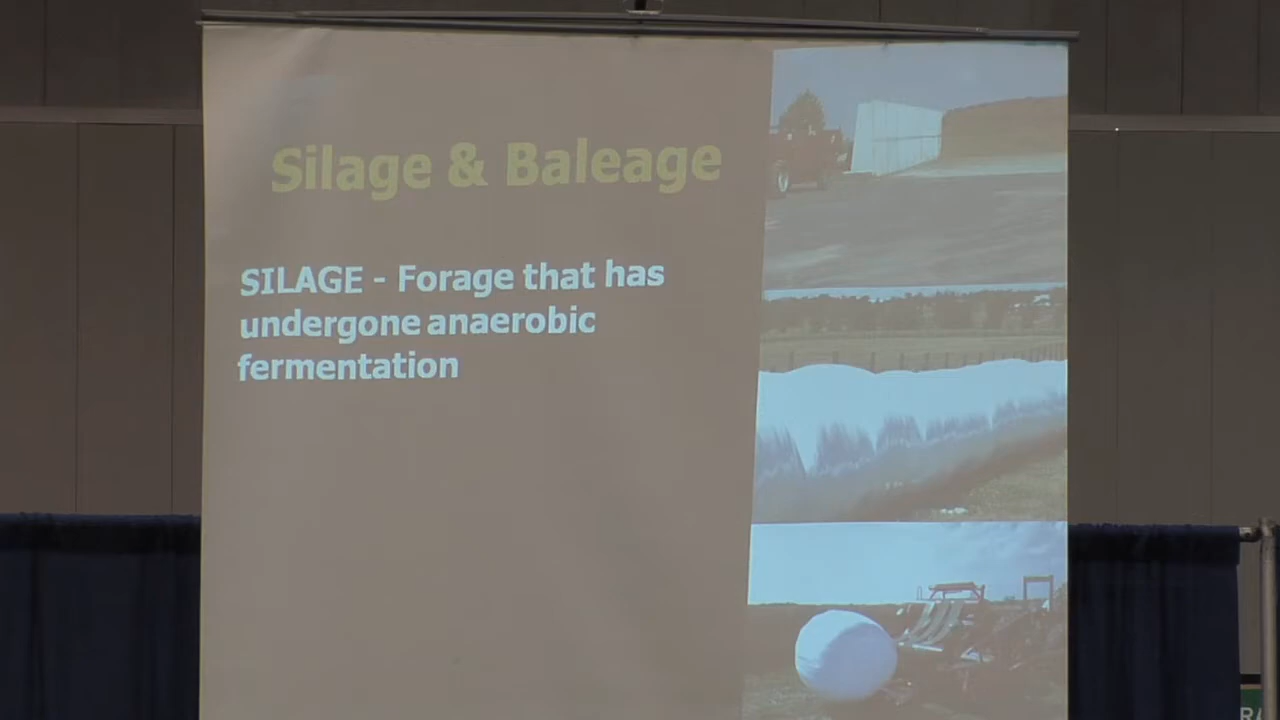 Silage & Baleage
SILAGE - Forage that has
undergone anaerobic
fermentation